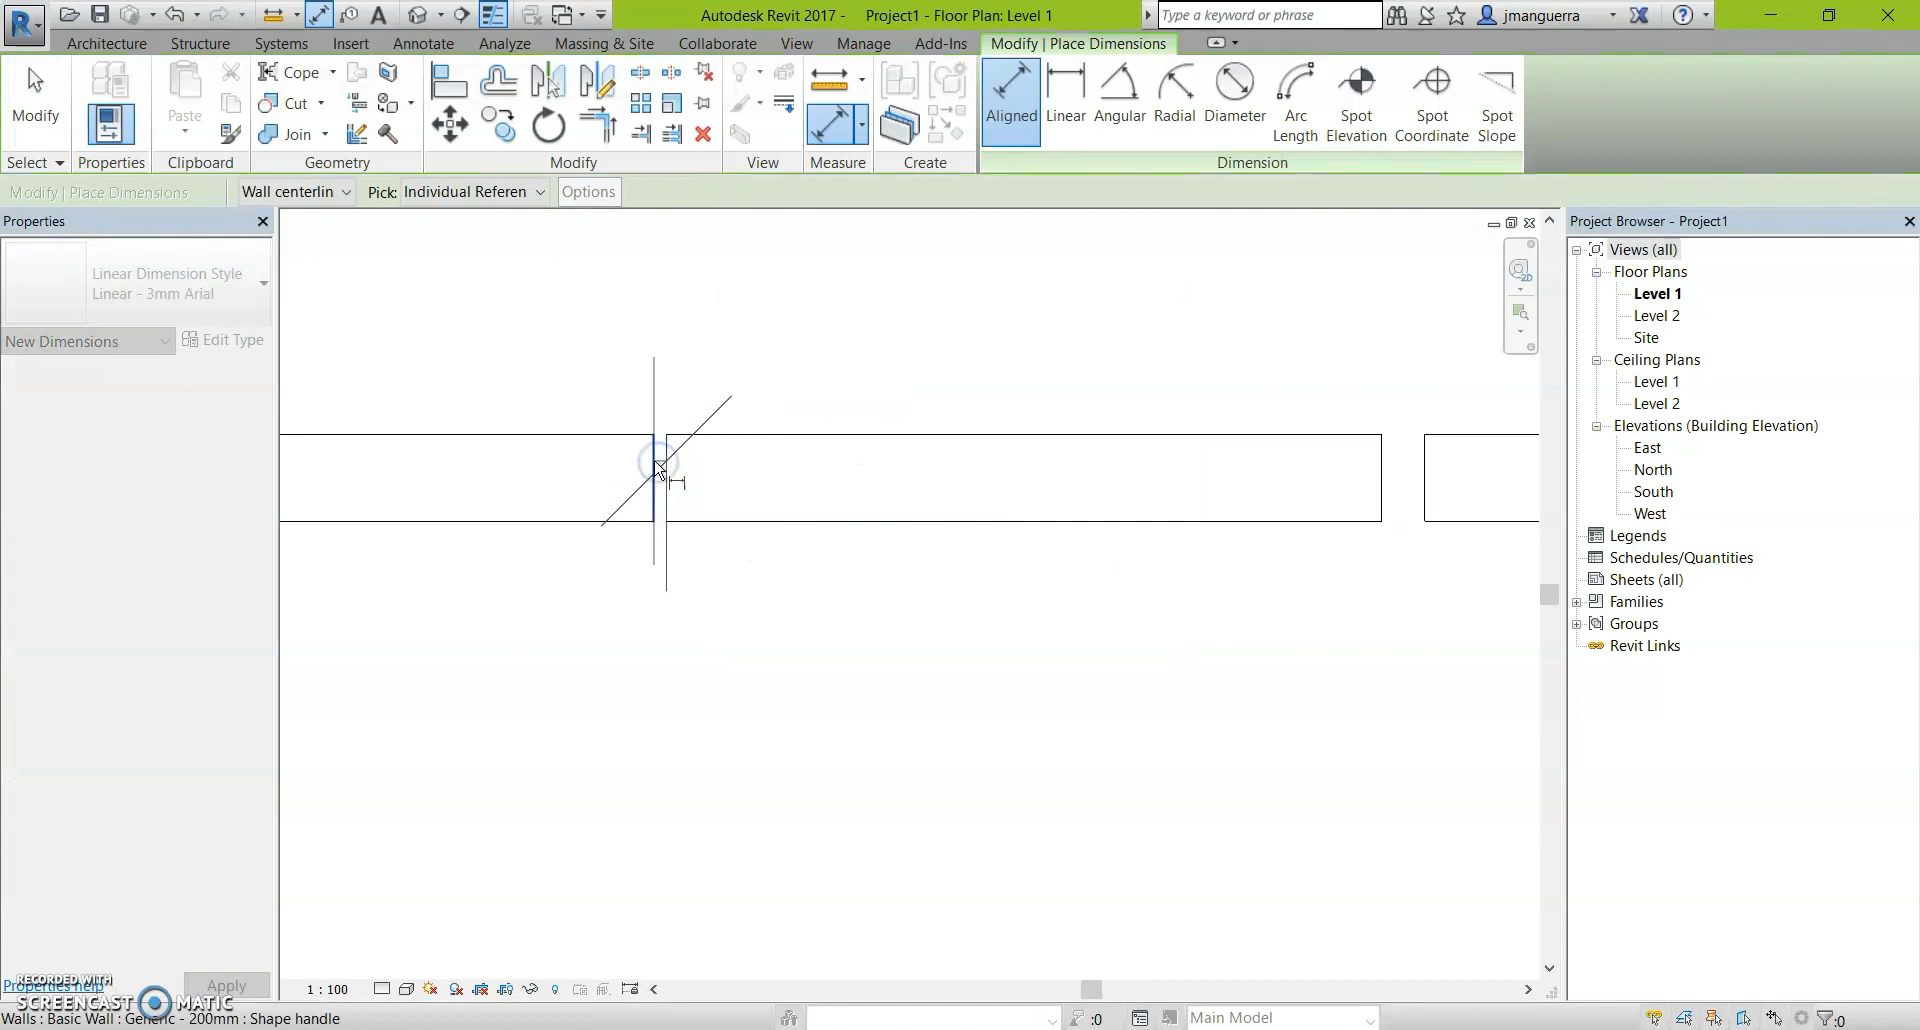 Autodesk Revit 2017 - Project1 - Floor Plan: Level 1
Type a keyword or phrase
jmanguerra
Architecture Structure Systems Insert Annotate Analyze Massing & Site Collaborate View Manage Add-Ins Modify | Place Dimensions
Modify
Paste
Cope
Cut
Join
Aligned Linear Angular Radial Diameter Arc Length Spot Elevation Spot Coordinate Spot Slope
Select Properties Clipboard Geometry Modify View Measure Create Dimension
Modify | Place Dimensions Wall centerlin Pick: Individual Referen Options
Properties
Linear Dimension Style
Linear - 3mm Arial
New Dimensions Edit Type
Project Browser - Project1
Views (all)
Floor Plans
Level 1
Level 2
Site
Ceiling Plans
Level 1
Level 2
Elevations (Building Elevation)
East
North
South
West
Legends
Schedules/Quantities
Sheets (all)
Families
Groups
Revit Links
2D
Properties help Apply
RECORDED WITH
SCREENCAST MATIC
1 : 100
Walls : Basic Wall : Generic - 200mm : Shape handle
:0
Main Model
:0